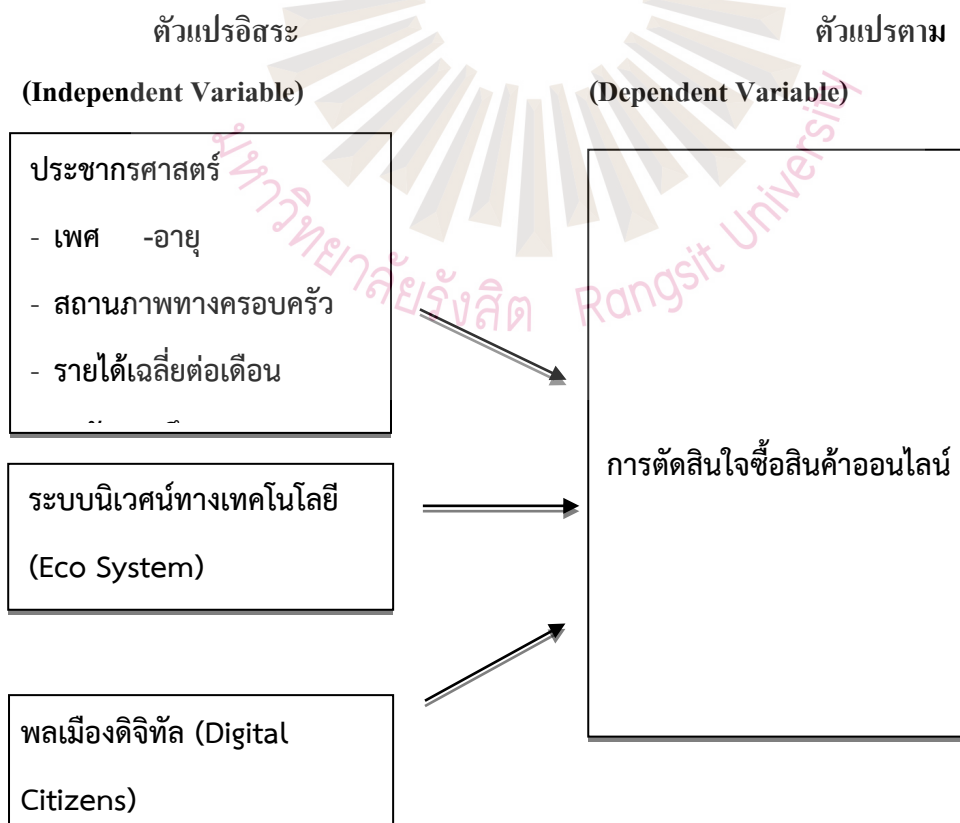 ตัวแปรอิสระ
ตัวแปรตาม
(Independent Variable)
(Dependent Variable)
ประชากรศาสตร์
- เพศ -อายุ
- สถานภาพทางครอบครัว
- รายได้เฉลี่ยต่อเดือน
ระบบนิเวศน์ทางเทคโนโลยี
(Eco System)
พลเมืองดิจิทัล (Digital
Citizens)
การตัดสินใจซื้อสินค้าออนไลน์
มหาวิทยาลัยรังสิต Rangsit University